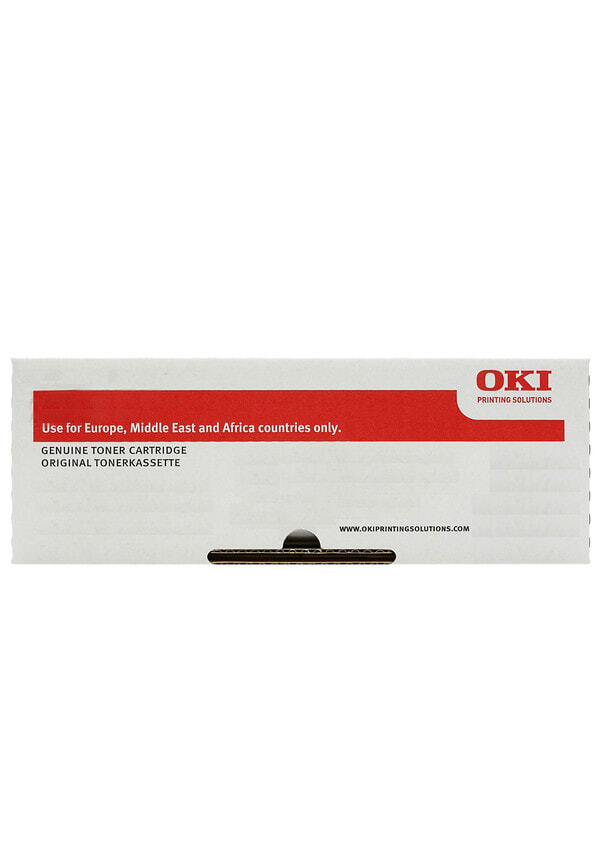 OKI
PRINTING SOLUTIONS
Use for Europe, Middle East and Africa countries only.
GENUINE TONER CARTRIDGE
ORIGINAL TONERKASSETTE
WWW.OKIPRINTINGSOLUTIONS.COM